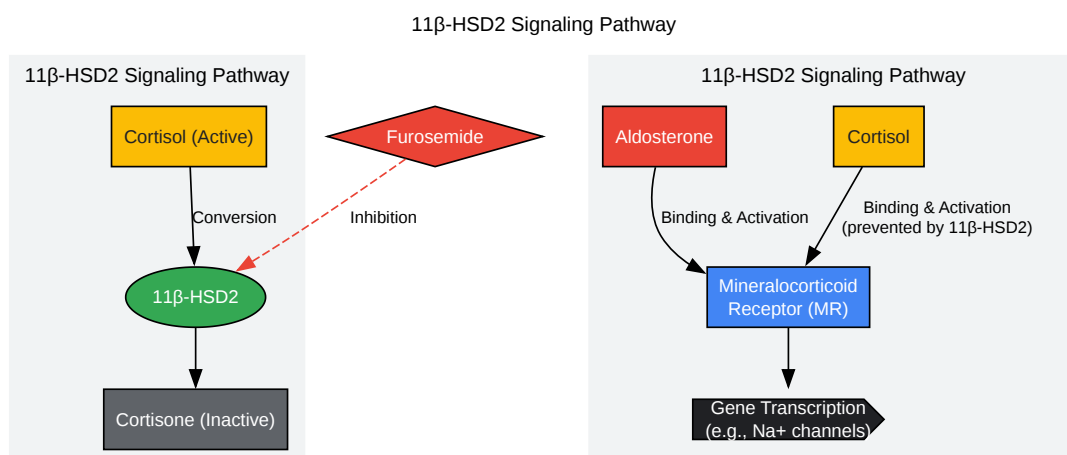 11β-HSD2 Signaling Pathway
11β-HSD2 Signaling Pathway
Cortisol (Active)
Furosemide
Conversion
Inhibition
11β-HSD2
Cortisone (Inactive)
11β-HSD2 Signaling Pathway
Aldosterone
Cortisol
Binding & Activation
Binding & Activation
(prevented by 11β-HSD2)
Mineralocorticoid
Receptor (MR)
Gene Transcription
(e.g., Na+ channels)